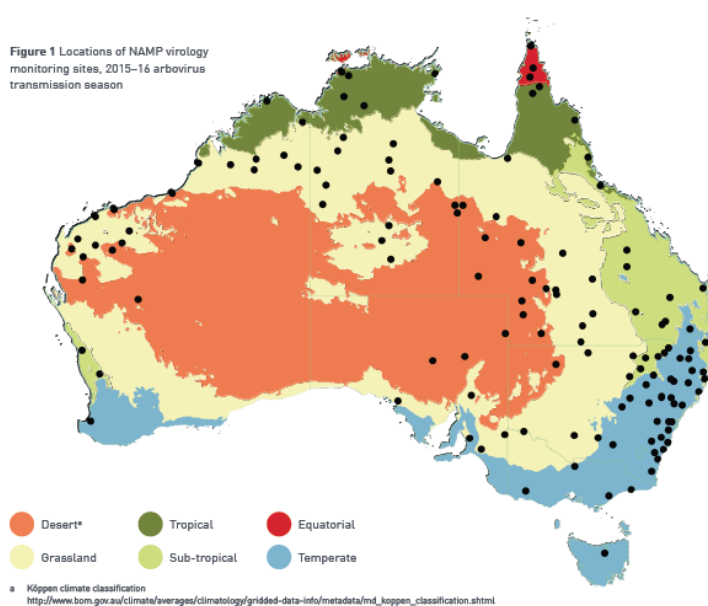 Figure 1 Locations of NAMP virology
monitoring sites, 2015–16 arbovirus
transmission season
Desertª
Tropical
Equatorial
Grassland
Sub-tropical
Temperate
a Köppen climate classification
http://www.bom.gov.au/climate/averages/climatology/gridded-data-info/metadata/md_koppen_classification.shtml